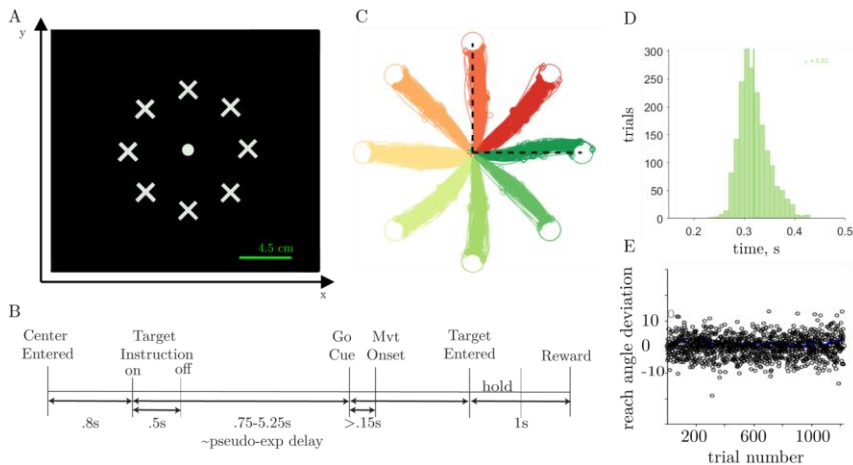 A
y
4.5 cm
x
B
Center
Entered
Target
Instruction
on off
Go
Cue
Mvt
Onset
Target
Entered
Reward
hold
.8s
.5s
.75-5.25s
~pseudo-exp delay
>.15s
1s
C
D
300
250
200
150
100
50
0
trials
0.2 0.3 0.4 0.5
time, s
E
10
0
-10
reach angle deviation
200 600 1000
trial number